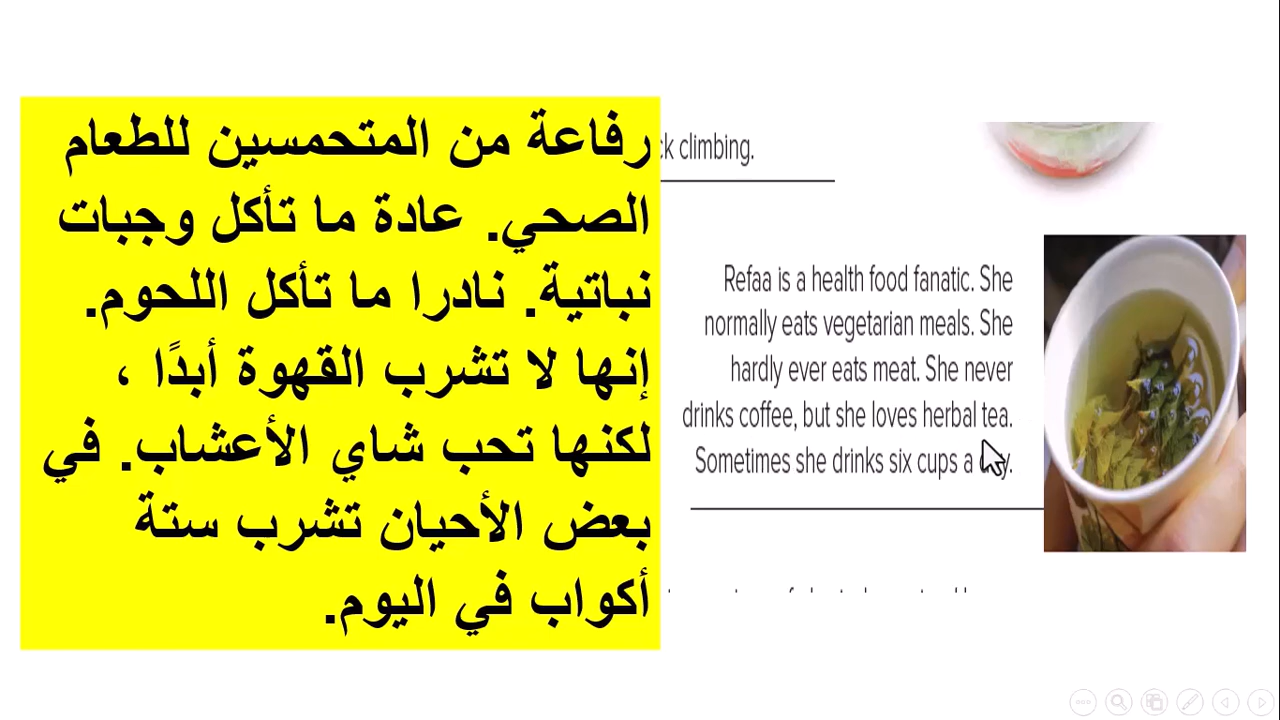 رفاعة من المتحمسين للطعام
الصحي. عادة ما تأكل وجبات
نباتية. نادرا ما تأكل اللحوم.
إنها لا تشرب القهوة أبدًا ،
لكنها تحب شاي الأعشاب. في
بعض الأحيان تشرب ستة
أكواب في اليوم.
climbing.
Refaa is a health food fanatic. She
normally eats vegetarian meals. She
hardly ever eats meat. She never
drinks coffee, but she loves herbal tea.
Sometimes she drinks six cups a